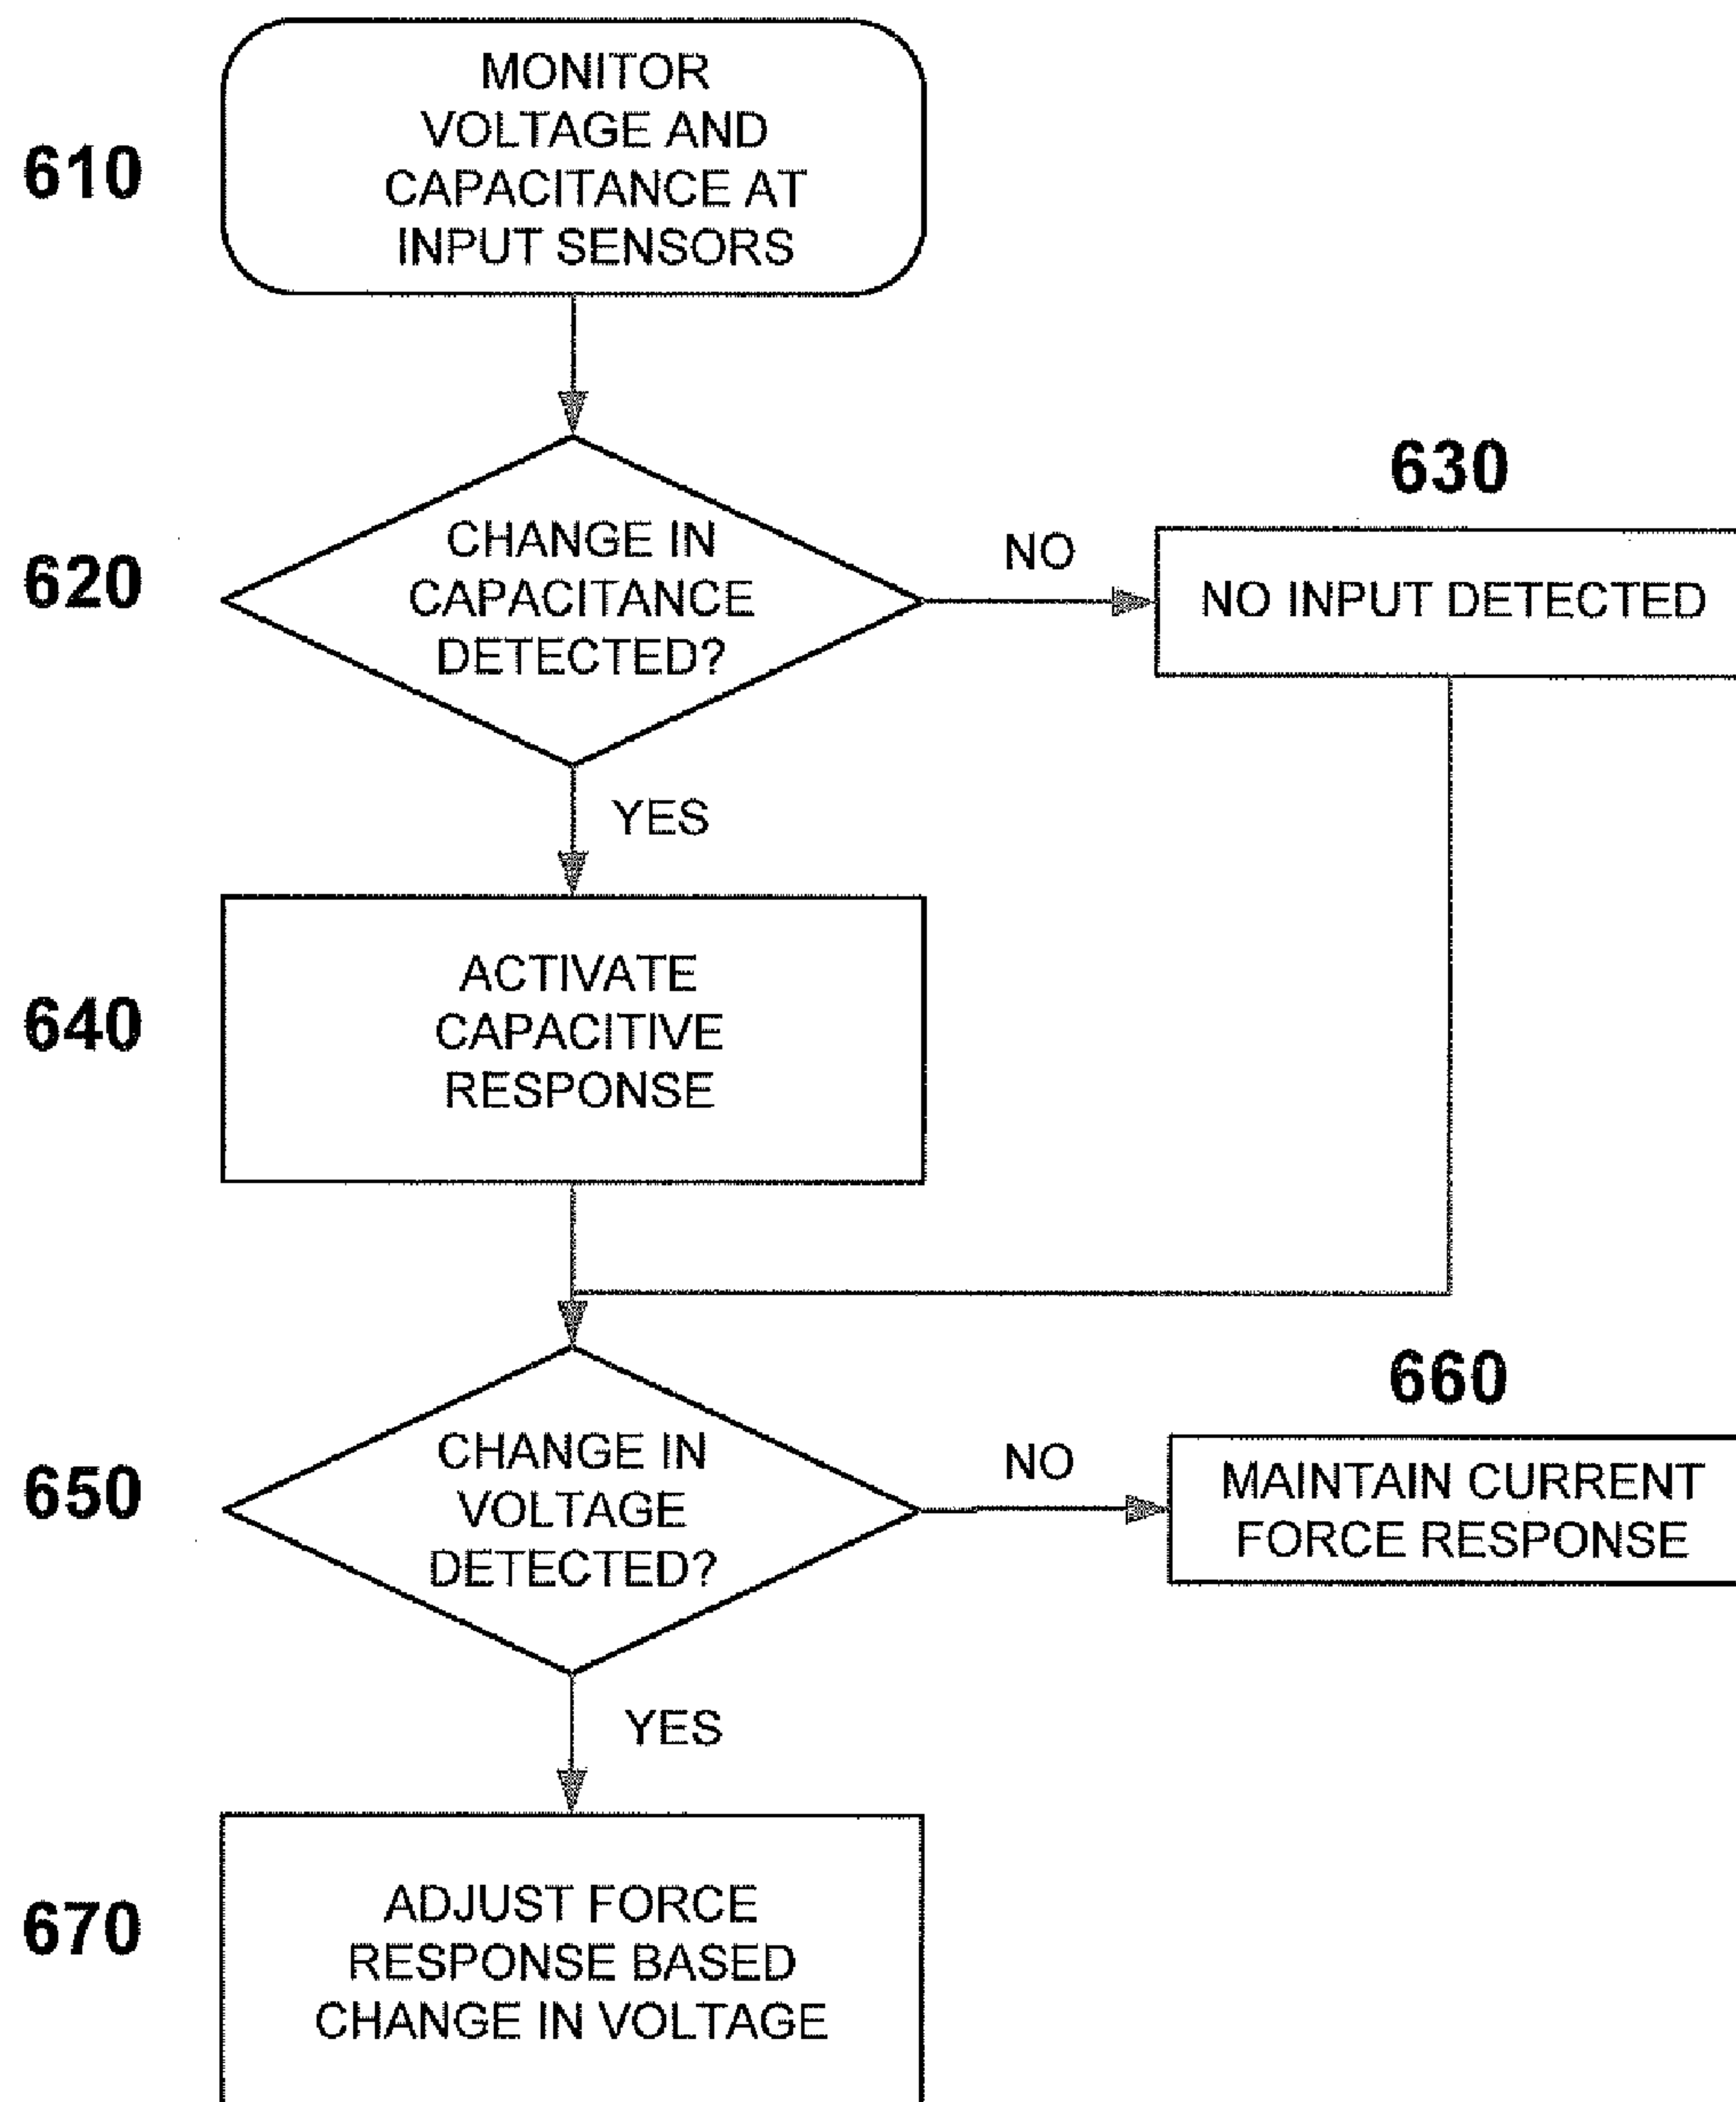 610
MONITOR
VOLTAGE AND
CAPACITANCE AT
INPUT SENSORS
620
CHANGE IN
CAPACITANCE
DETECTED?
NO
630
NO INPUT DETECTED
YES
640
ACTIVATE
CAPACITIVE
RESPONSE
650
CHANGE IN
VOLTAGE
DETECTED?
NO
660
MAINTAIN CURRENT
FORCE RESPONSE
YES
670
ADJUST FORCE
RESPONSE BASED
CHANGE IN VOLTAGE